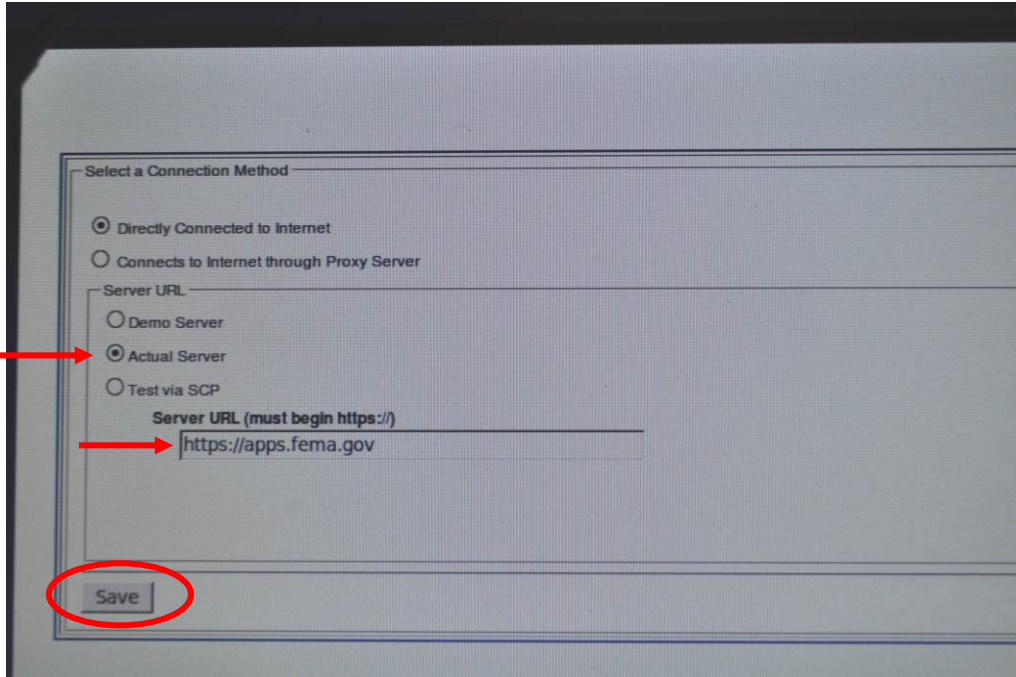 Select a Connection Method
Directly Connected to Internet
Connects to Internet through Proxy Server
Server URL
Demo Server
Actual Server
Test via SCP
Server URL (must begin https://)
https://apps.fema.gov
Save